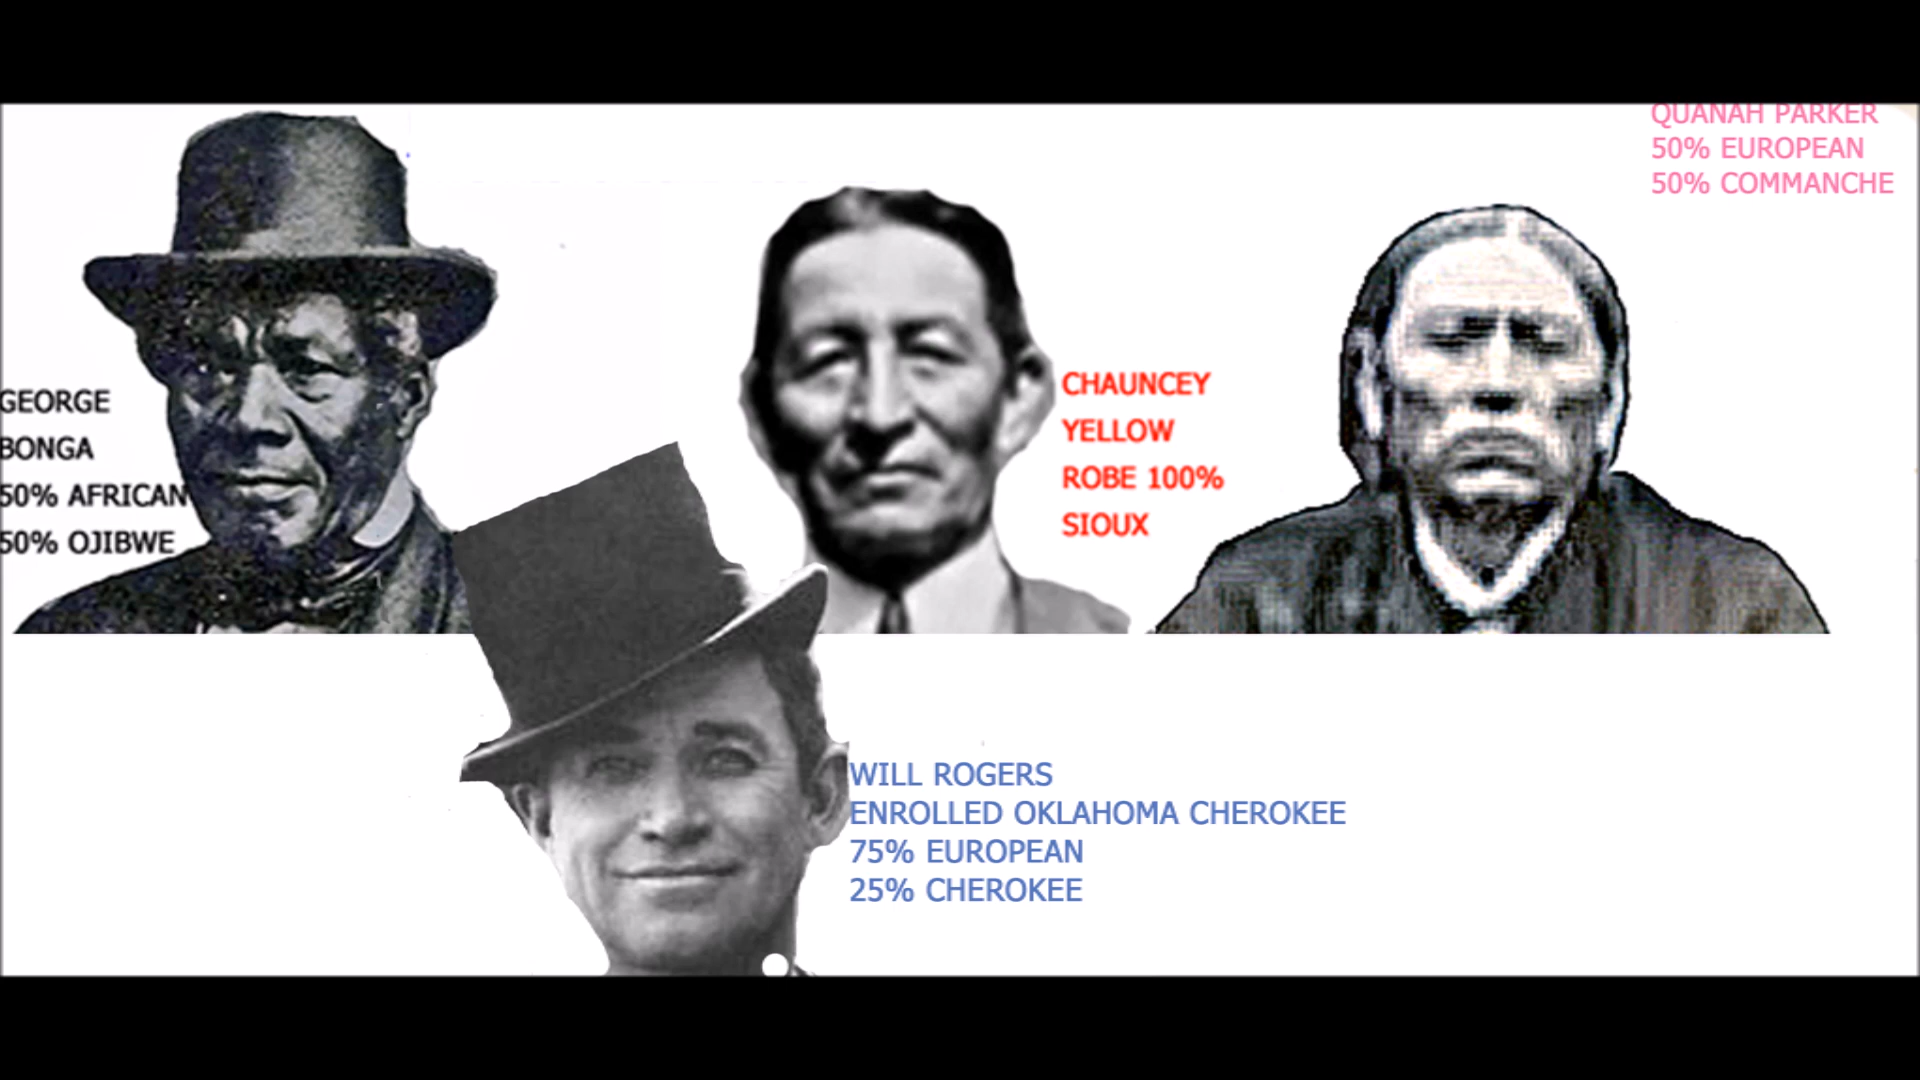 QUANAH PARKER
50% EUROPEAN
50% COMMANCHE
GEORGE
BONGA
50% AFRICAN
50% OJIBWE
CHAUNCEY
YELLOW
ROBE 100%
SIOUX
WILL ROGERS
ENROLLED OKLAHOMA CHEROKEE
75% EUROPEAN
25% CHEROKEE